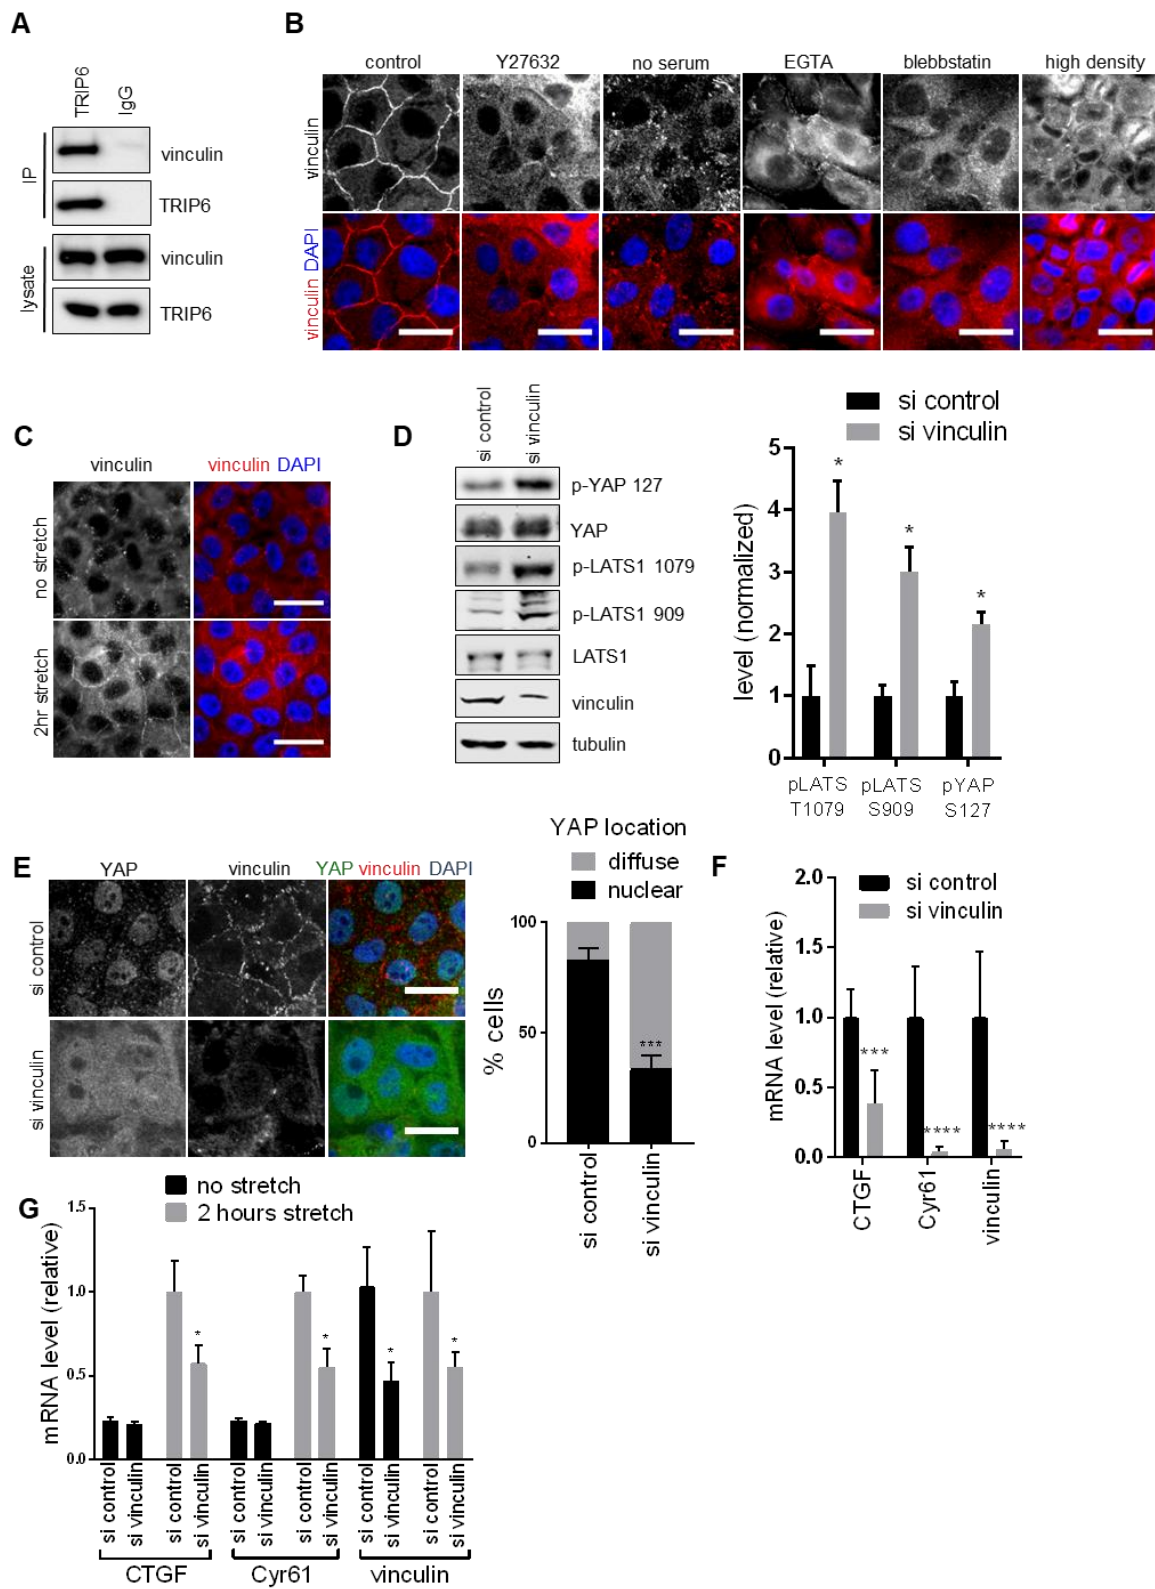 A
TRIP6
IgG
IP
vinculin
TRIP6
lysate
vinculin
TRIP6
B
control
Y27632
no serum
EGTA
blebbstatin
high density
vinculin
vinculin DAPI
C
vinculin
vinculin DAPI
no stretch
2hr stretch
D
si control
si vinculin
p-YAP 127
YAP
p-LATS1 1079
p-LATS1 909
LATS1
vinculin
tubulin
si control
si vinculin
level (normalized)
5
4
3
2
1
0
*
*
*
pLATS T1079
pLATS S909
pYAP S127
E
YAP
vinculin
YAP vinculin DAPI
si control
si vinculin
YAP location
diffuse
nuclear
% cells
100
50
0
***
si control
si vinculin
F
si control
si vinculin
mRNA level (relative)
2.0
1.5
1.0
0.5
0.0
***
****
****
CTGF
Cyr61
vinculin
G
no stretch
2 hours stretch
mRNA level (relative)
1.5
1.0
0.5
0.0
*
*
*
*
si control
si vinculin
si control
si vinculin
si control
si vinculin
si control
si vinculin
si control
si vinculin
si control
si vinculin
CTGF
Cyr61
vinculin